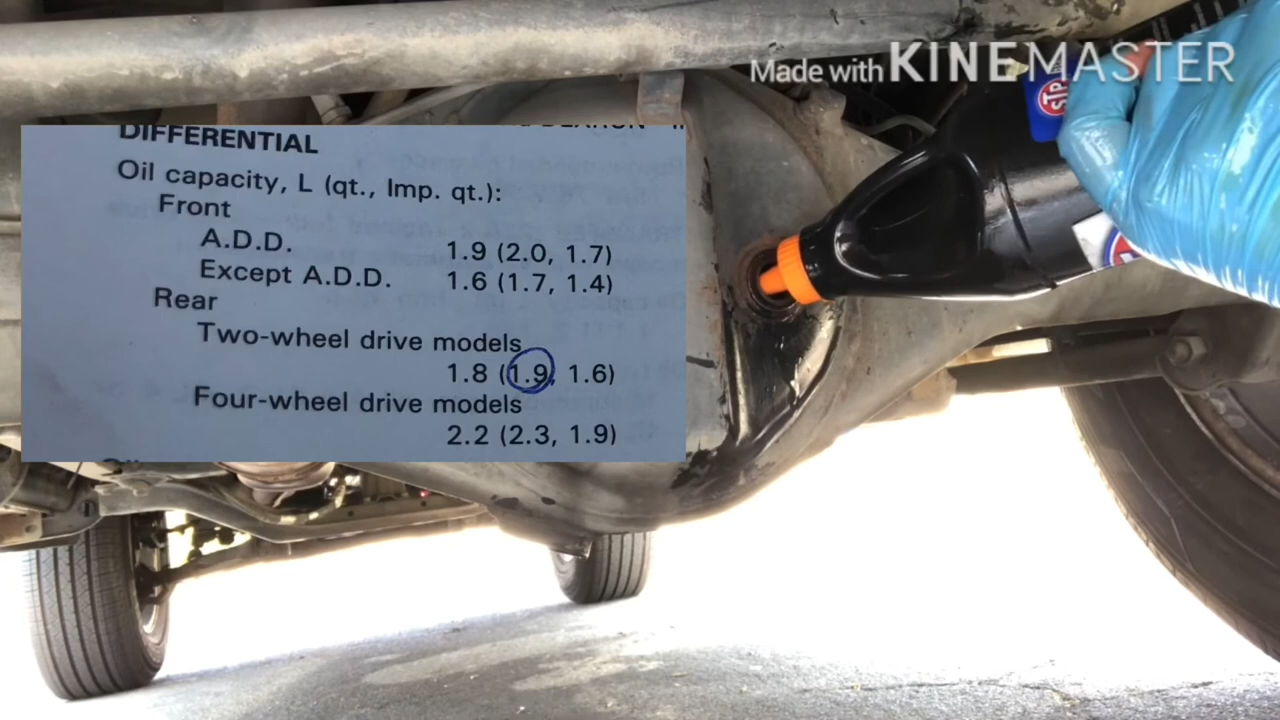 Made with KINEMASTER
STP
DIFFERENTIAL
Oil capacity, L (qt., Imp. qt.):
Front
A.D.D. 1.9 (2.0, 1.7)
Except A.D.D. 1.6 (1.7, 1.4)
Rear
Two-wheel drive models
1.8 (1.9, 1.6)
Four-wheel drive models
2.2 (2.3, 1.9)